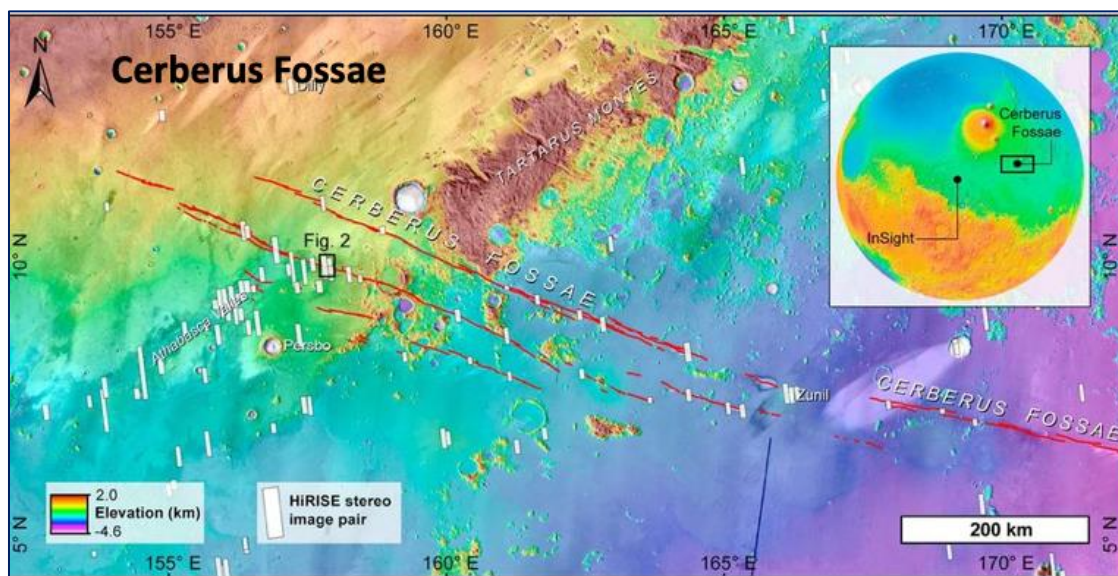 155° E
160° E
165° E
170° E
N
Cerberus Fossae
Dilly
TARTARUS MONTES
Cerberus
Fossae
InSight
10° N
10° N
CERBERUS
FOSSAE
Fig. 2
Athabasca Valles
Persbo
Zunil
CERBERUS FOSSAE
2.0
Elevation (km)
-4.6
HiRISE stereo
image pair
200 km
5° N
5° N
155° E
160° E
165° E
170° E